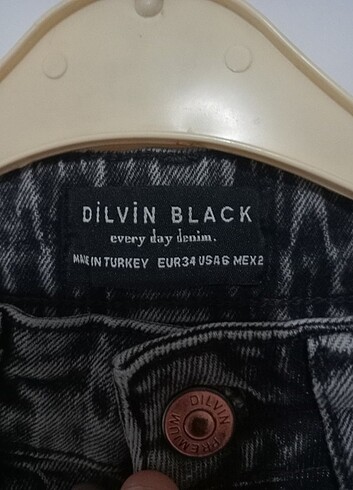 DİLVİN BLACK
every day denim.
MADE IN TURKEY EUR34 USA6 MEX2
DILVIN
PREMIUM